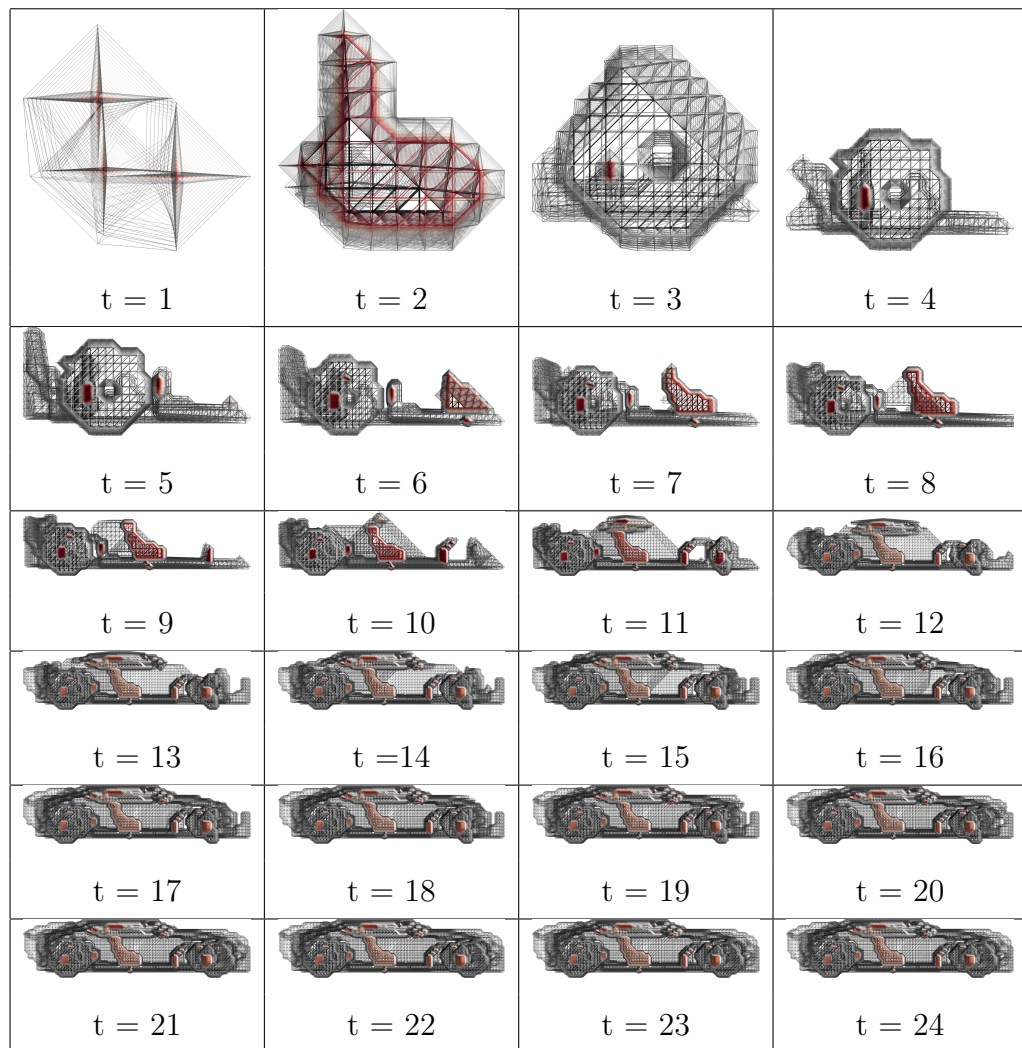 t = 1 t = 2 t = 3 t = 4
t = 5 t = 6 t = 7 t = 8
t = 9 t = 10 t = 11 t = 12
t = 13 t =14 t = 15 t = 16
t = 17 t = 18 t = 19 t = 20
t = 21 t = 22 t = 23 t = 24